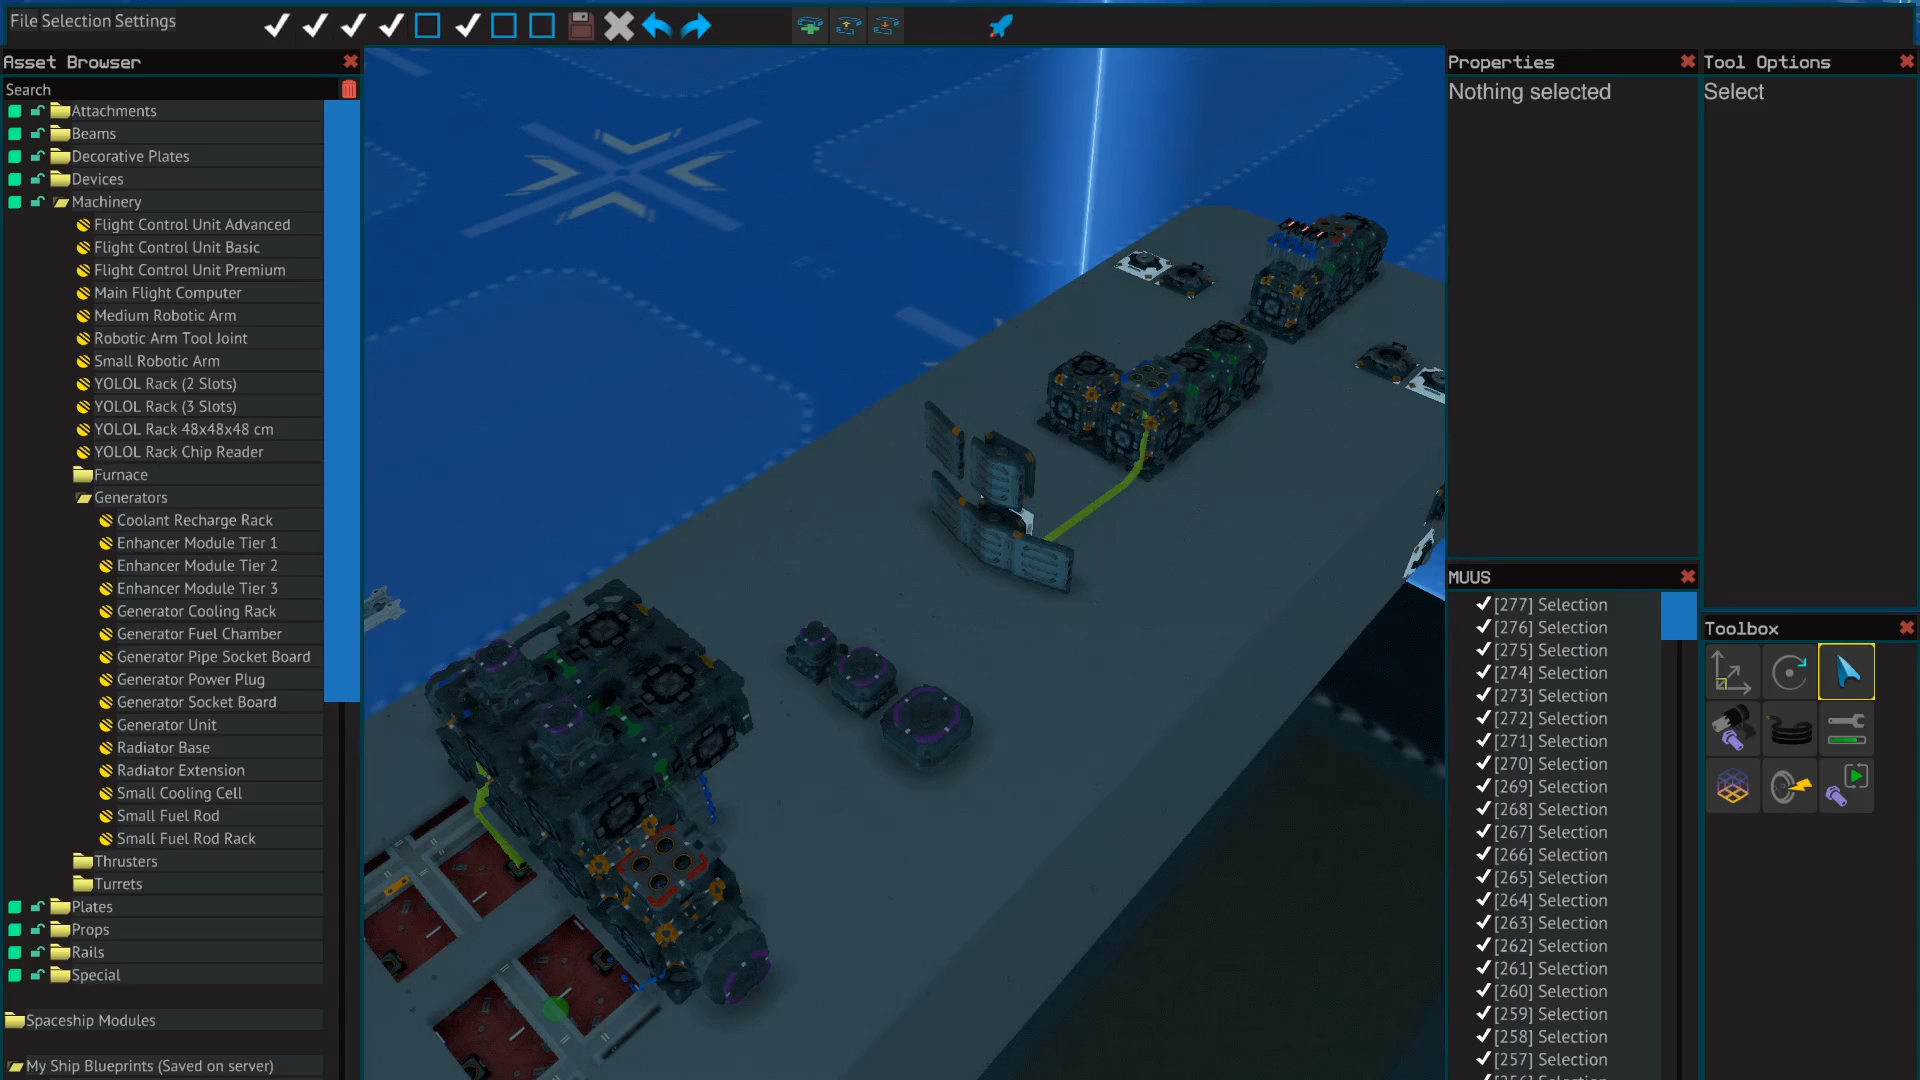 File Selection Settings
Asset Browser
Search
Attachments
Beams
Decorative Plates
Devices
Machinery
Flight Control Unit Advanced
Flight Control Unit Basic
Flight Control Unit Premium
Main Flight Computer
Medium Robotic Arm
Robotic Arm Tool Joint
Small Robotic Arm
YOLOL Rack (2 Slots)
YOLOL Rack (3 Slots)
YOLOL Rack 48x48x48 cm
YOLOL Rack Chip Reader
Furnace
Generators
Coolant Recharge Rack
Enhancer Module Tier 1
Enhancer Module Tier 2
Enhancer Module Tier 3
Generator Cooling Rack
Generator Fuel Chamber
Generator Pipe Socket Board
Generator Power Plug
Generator Socket Board
Generator Unit
Radiator Base
Radiator Extension
Small Cooling Cell
Small Fuel Rod
Small Fuel Rod Rack
Thrusters
Turrets
Plates
Props
Rails
Special
Spaceship Modules
My Ship Blueprints (Saved on server)
Properties
Nothing selected
Tool Options
Select
MUUS
[277] Selection
[276] Selection
[275] Selection
[274] Selection
[273] Selection
[272] Selection
[271] Selection
[270] Selection
[269] Selection
[268] Selection
[267] Selection
[266] Selection
[265] Selection
[264] Selection
[263] Selection
[262] Selection
[261] Selection
[260] Selection
[259] Selection
[258] Selection
[257] Selection
Toolbox